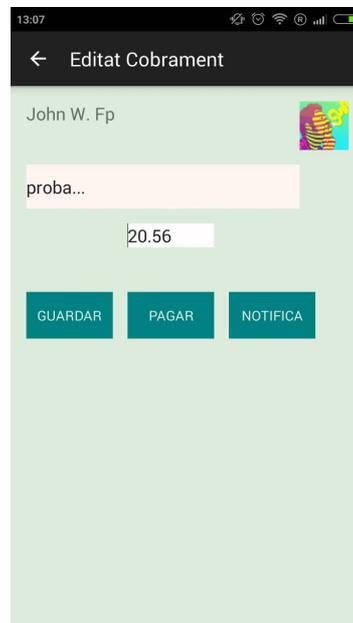 13:07
Editat Cobrament
John W. Fp
proba...
20.56
GUARDAR PAGAR NOTIFICA